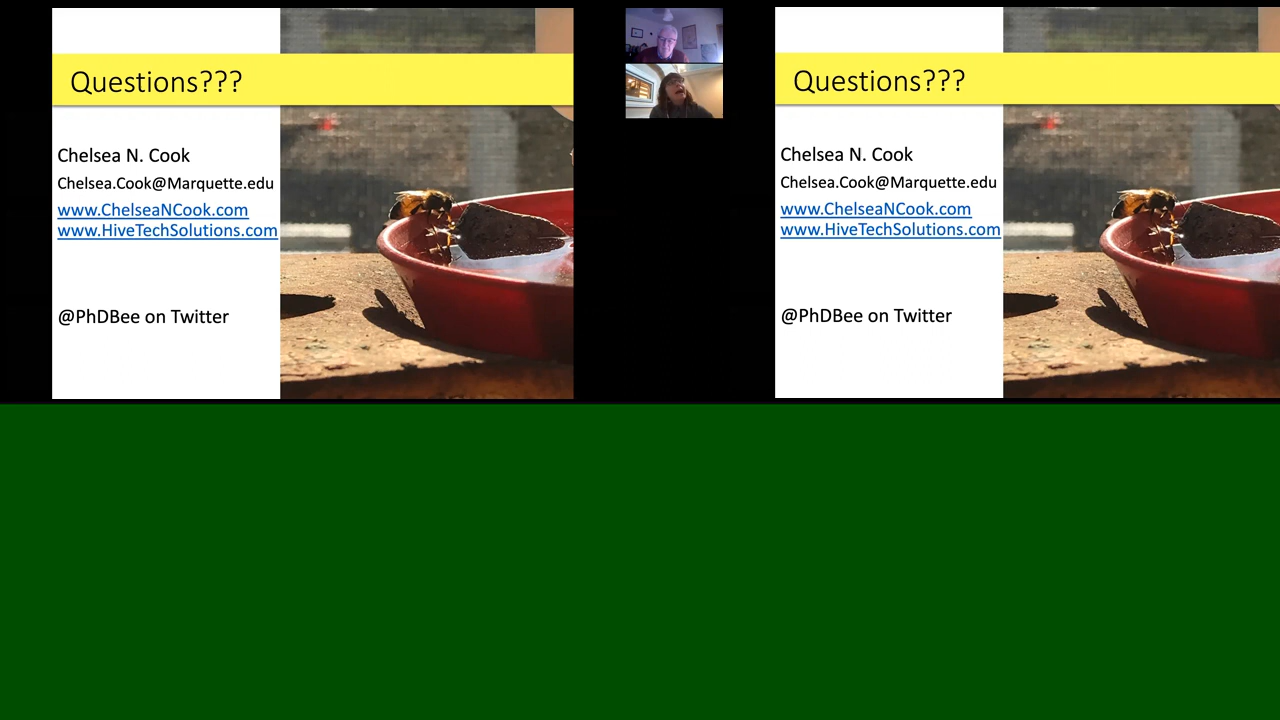 Questions???
Chelsea N. Cook
Chelsea.Cook@Marquette.edu
www.ChelseaNCook.com
www.HiveTechSolutions.com
@PhDBee on Twitter
Questions???
Chelsea N. Cook
Chelsea.Cook@Marquette.edu
www.ChelseaNCook.com
www.HiveTechSolutions.com
@PhDBee on Twitter